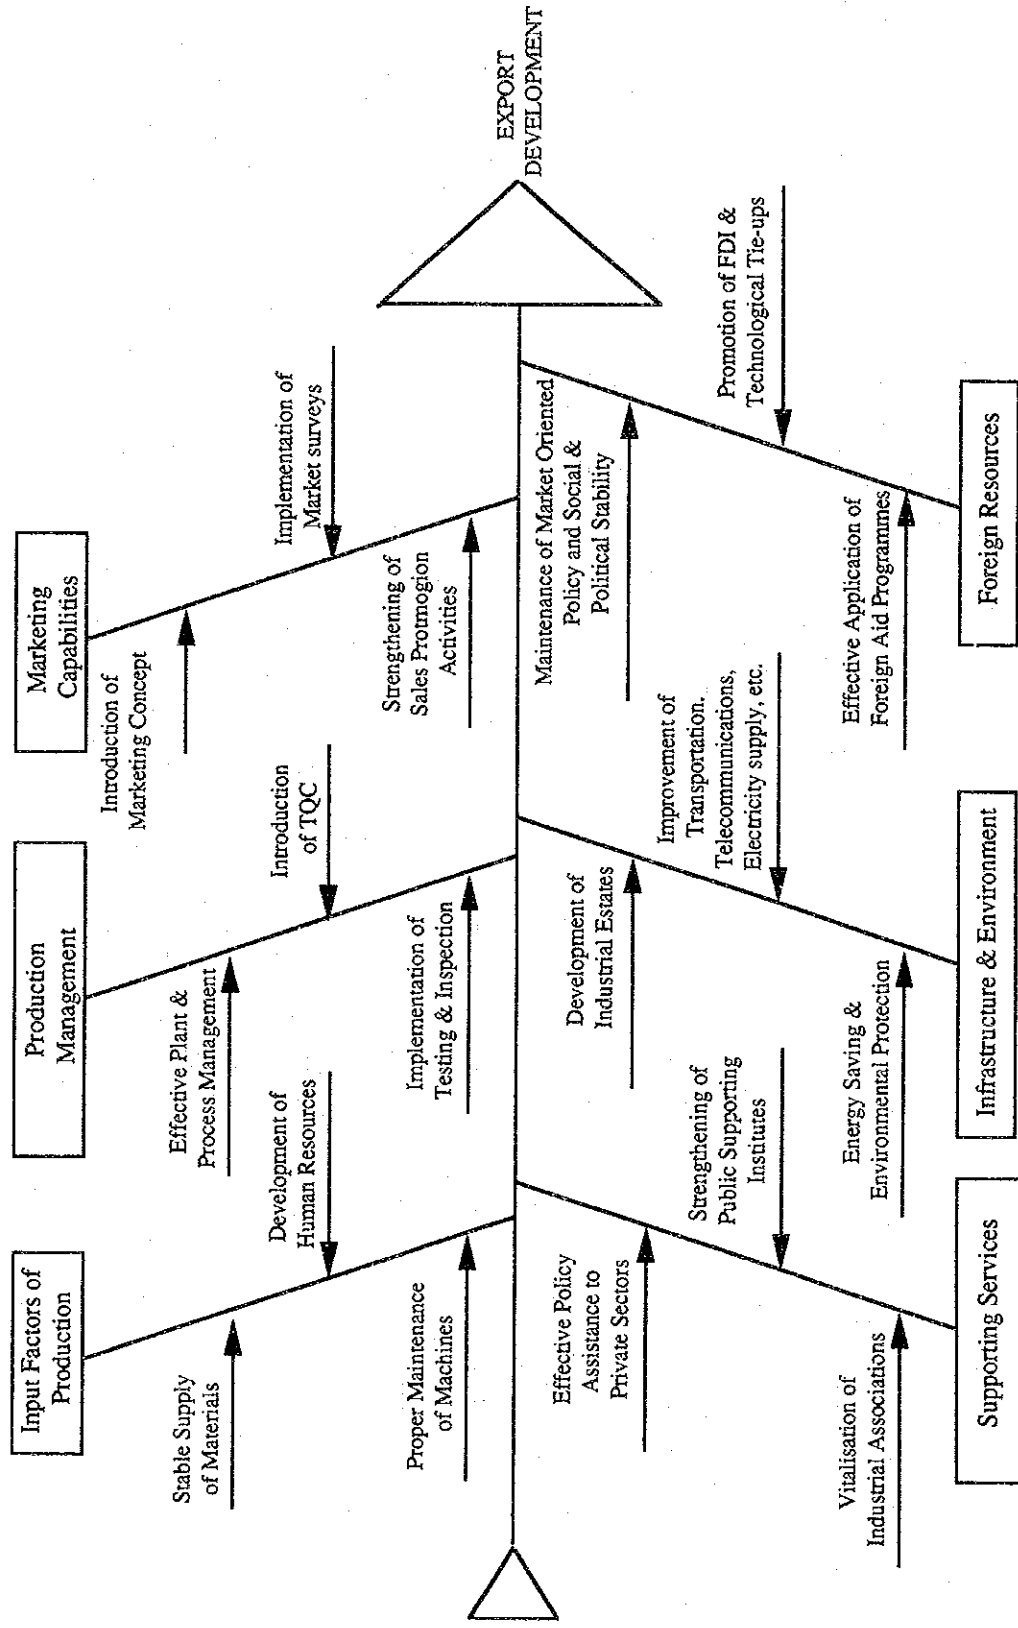 Input Factors of
Production
Stable Supply
of Materials
Development of
Human Resources
Proper Maintenance
of Machines
Production
Management
Effective Plant &
Process Management
Introduction
of TQC
Implementation of
Testing & Inspection
Marketing
Capabilities
Introduction of
Marketing Concept
Implementation of
Market surveys
Strengthening of
Sales Protmogion
Activities
EXPORT
DEVELOPMENT
Effective Policy
Assistance to
Private Sectors
Strengthening of
Public Supporting
Institutes
Vitalisation of
Industrial Associations
Supporting Services
Development of
Industrial Estates
Improvement of
Transportation.
Telecommunications,
Electricity supply, etc.
Energy Saving &
Environmental Protection
Infrastructure & Environment
Maintenance of Market Oriented
Policy and Social &
Political Stability
Promotion of FDI &
Technological Tie-ups
Effective Application of
Foreign Aid Programmes
Foreign Resources